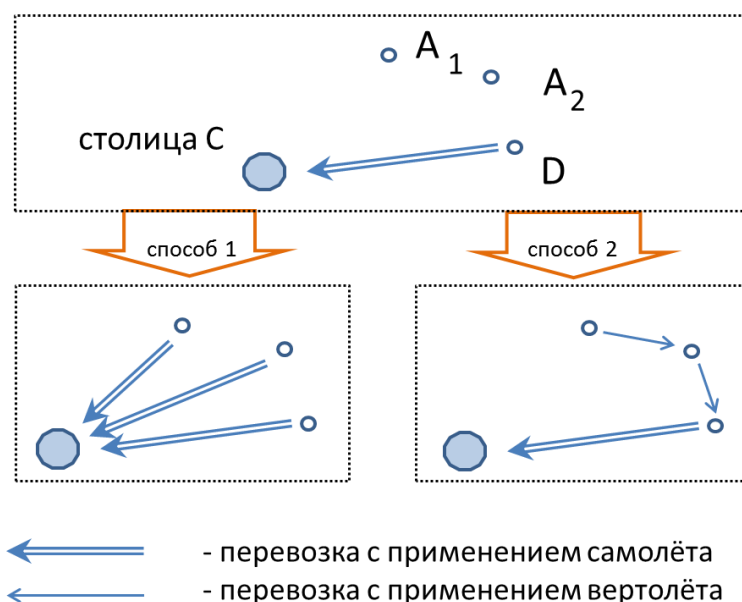 A1
A2
столица С
D
способ 1
способ 2
- перевозка с применением самолёта
- перевозка с применением вертолёта